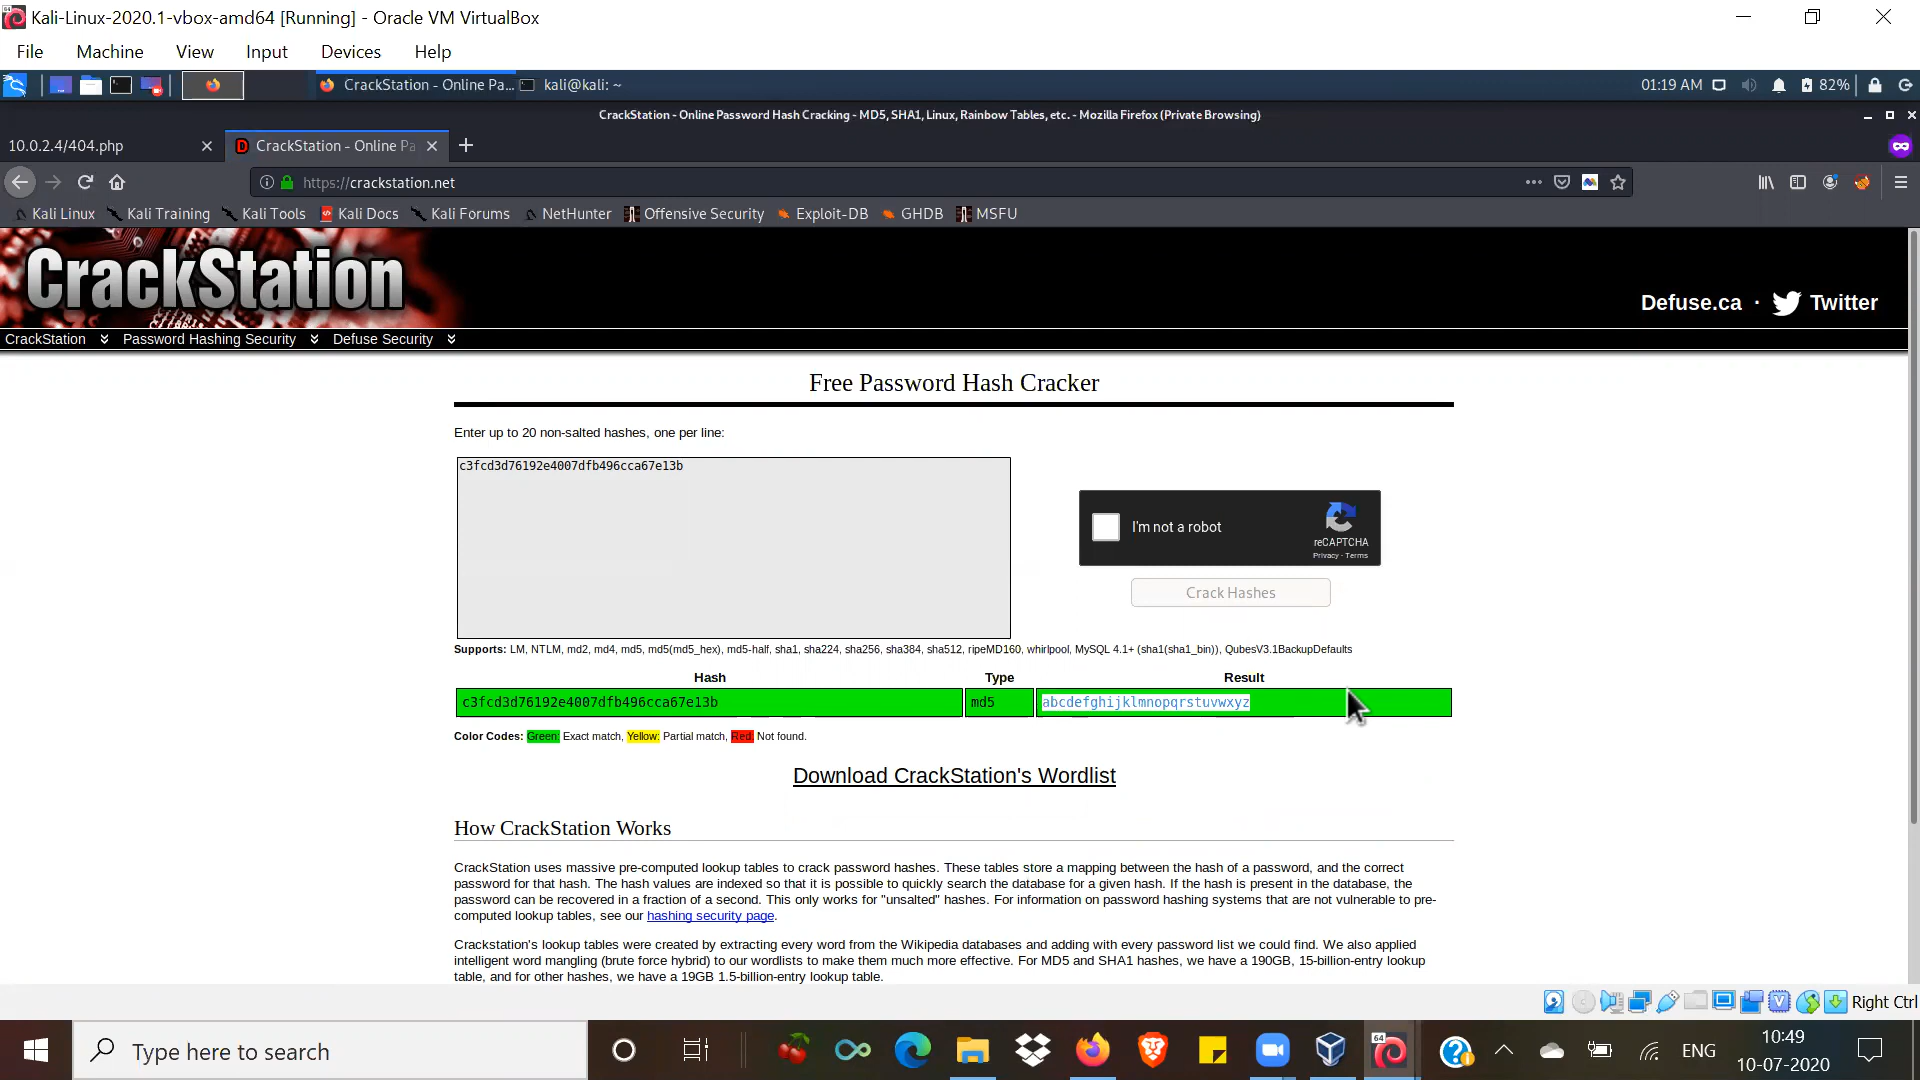 Kali-Linux-2020.1-vbox-amd64 [Running] - Oracle VM VirtualBox
File Machine View Input Devices Help
CrackStation - Online Pa... kali@kali: ~ 01:19 AM 82%
CrackStation - Online Password Hash Cracking - MD5, SHA1, Linux, Rainbow Tables, etc. - Mozilla Firefox (Private Browsing)
10.0.2.4/404.php CrackStation - Online Pa
https://crackstation.net
Kali Linux Kali Training Kali Tools Kali Docs Kali Forums NetHunter Offensive Security Exploit-DB GHDB MSFU
CrackStation
Defuse.ca · Twitter
CrackStation Password Hashing Security Defuse Security
Free Password Hash Cracker
Enter up to 20 non-salted hashes, one per line:
c3fcd3d76192e4007dfb496cca67e13b
I'm not a robot
reCAPTCHA
Privacy - Terms
Crack Hashes
Supports: LM, NTLM, md2, md4, md5, md5(md5_hex), md5-half, sha1, sha224, sha256, sha384, sha512, ripeMD160, whirlpool, MySQL 4.1+ (sha1(sha1_bin)), QubesV3.1BackupDefaults
Hash Type Result
c3fcd3d76192e4007dfb496cca67e13b md5 abcdefghijklmnopqrstuvwxyz
Color Codes: Green: Exact match, Yellow: Partial match, Red: Not found.
Download CrackStation's Wordlist
How CrackStation Works
CrackStation uses massive pre-computed lookup tables to crack password hashes. These tables store a mapping between the hash of a password, and the correct
password for that hash. The hash values are indexed so that it is possible to quickly search the database for a given hash. If the hash is present in the database, the
password can be recovered in a fraction of a second. This only works for "unsalted" hashes. For information on password hashing systems that are not vulnerable to pre-
computed lookup tables, see our hashing security page.
Crackstation's lookup tables were created by extracting every word from the Wikipedia databases and adding with every password list we could find. We also applied
intelligent word mangling (brute force hybrid) to our wordlists to make them much more effective. For MD5 and SHA1 hashes, we have a 190GB, 15-billion-entry lookup
table, and for other hashes, we have a 19GB 1.5-billion-entry lookup table.
Right Ctrl
Type here to search
64
ENG
10:49
10-07-2020